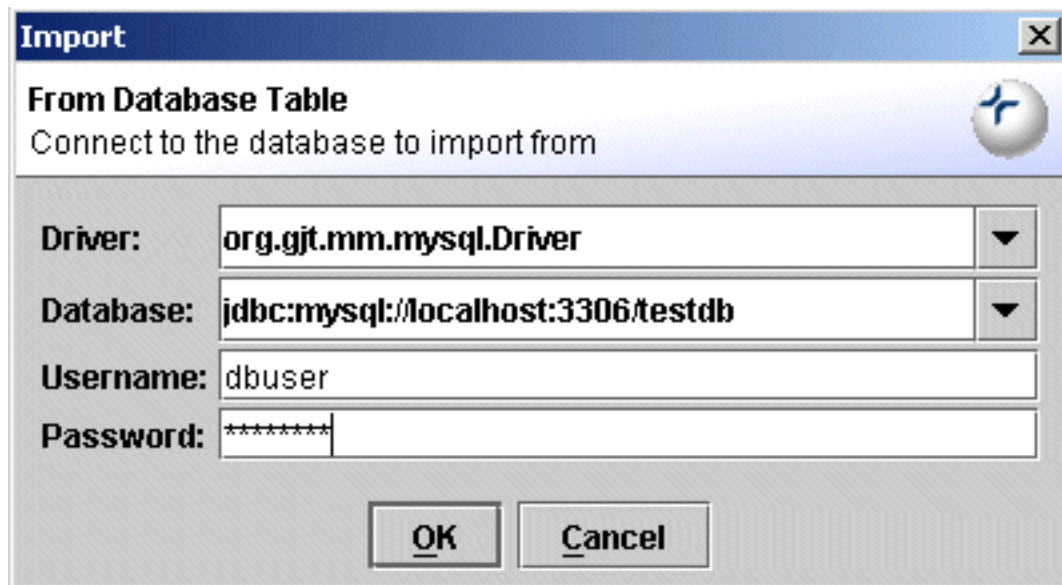 Import
From Database Table
Connect to the database to import from
Driver: org.gjt.mm.mysql.Driver
Database: jdbc:mysql://localhost:3306/testdb
Username: dbuser
Password: ********
OK Cancel